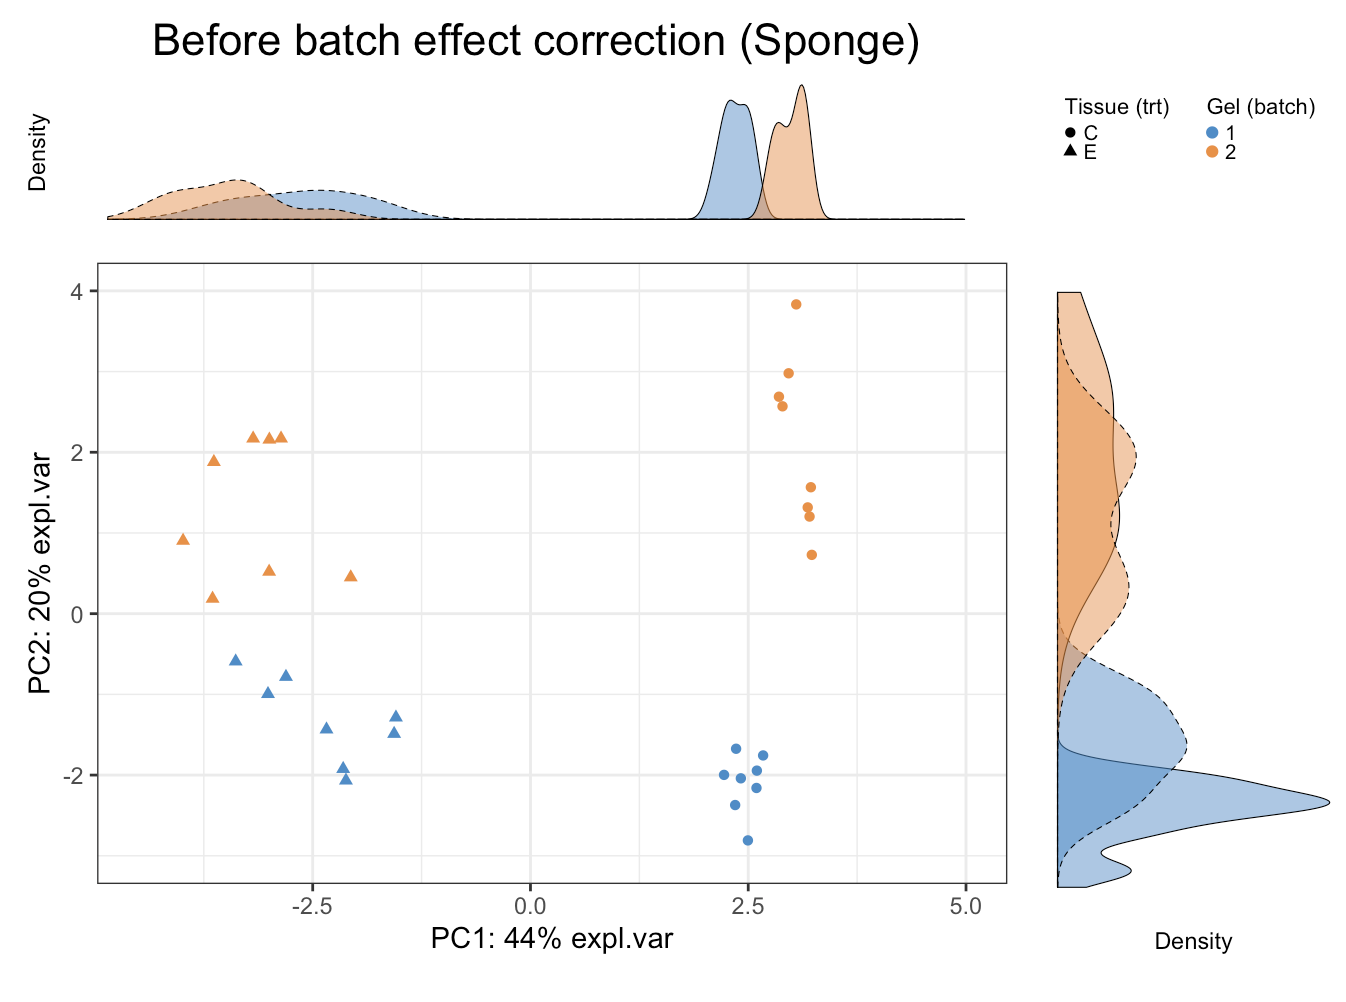 Before batch effect correction (Sponge)
Density
Tissue (trt)
C
E
Gel (batch)
1
2
4
2
0
-2
PC2: 20% expl.var
-2.5
0.0
2.5
5.0
PC1: 44% expl.var
Density